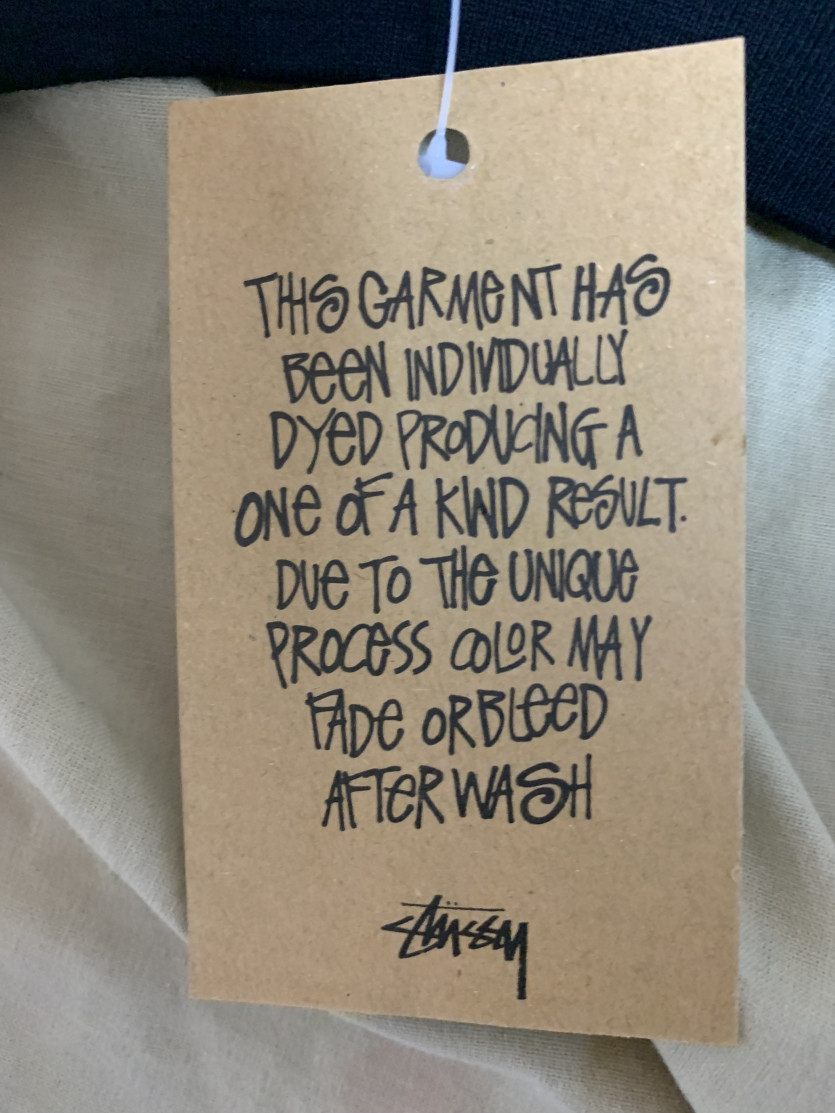 THIS GARMENT HAS
BEEN INDIVIDUALLY
DYED PRODUCING A
ONE OF A KIND RESULT.
DUE TO THE UNIQUE
PROCESS COLOR MAY
FADE OR BLEED
AFTER WASH
Stüssy